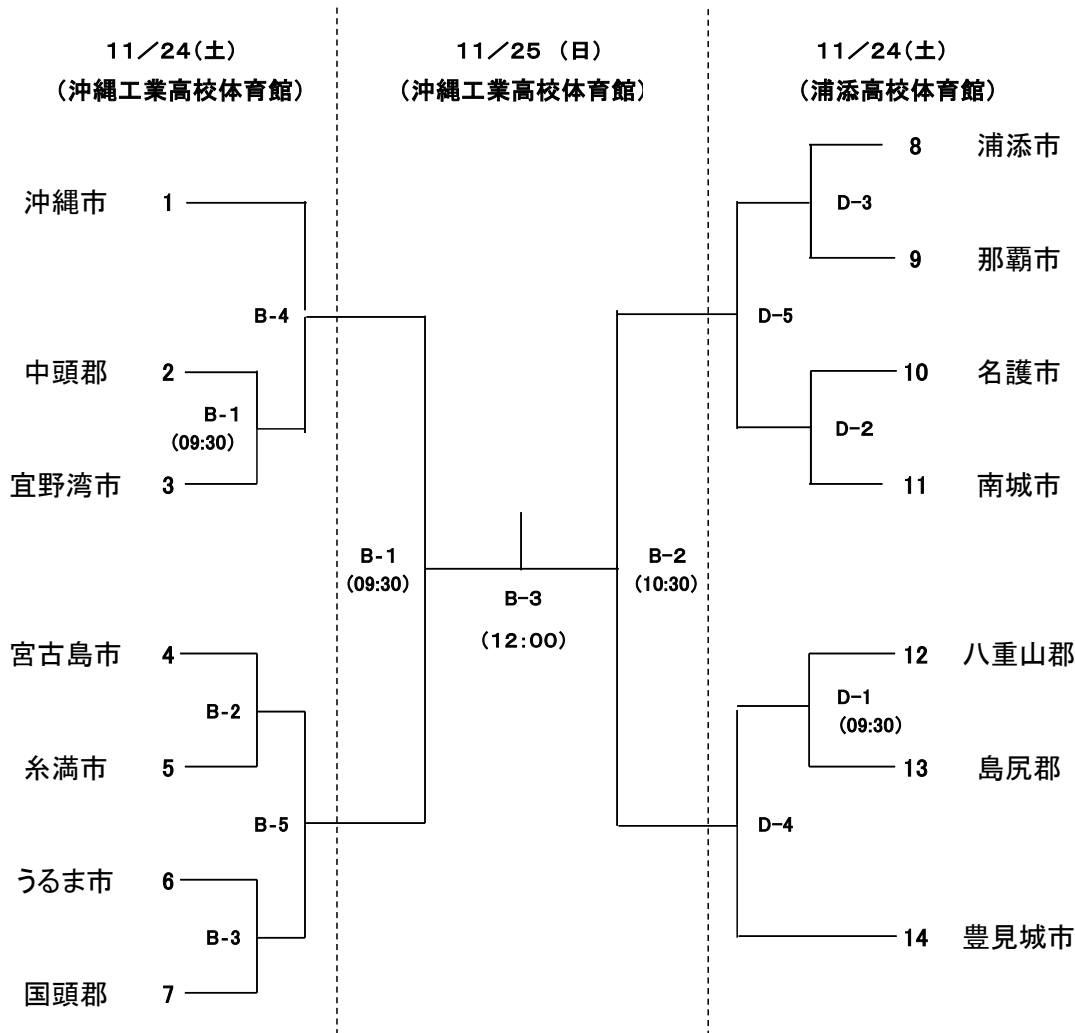 11／24(土)
(沖縄工業高校体育館)
11／25 (日)
(沖縄工業高校体育館)
11／24(土)
(浦添高校体育館)
沖縄市 1
B-4
中頭郡 2
B-1
(09:30)
宜野湾市 3
宮古島市 4
B-2
糸満市 5
B-5
うるま市 6
B-3
国頭郡 7
B-1
(09:30)
B-3
(12:00)
B-2
(10:30)
8 浦添市
D-3
9 那覇市
D-5
10 名護市
D-2
11 南城市
12 八重山郡
D-1
(09:30)
13 島尻郡
D-4
14 豊見城市